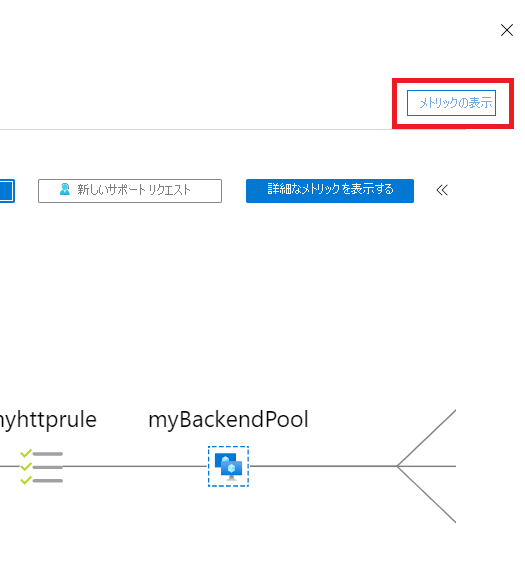 メトリックの表示
新しいサポート リクエスト
詳細なメトリックを表示する
yhttprule
myBackendPool